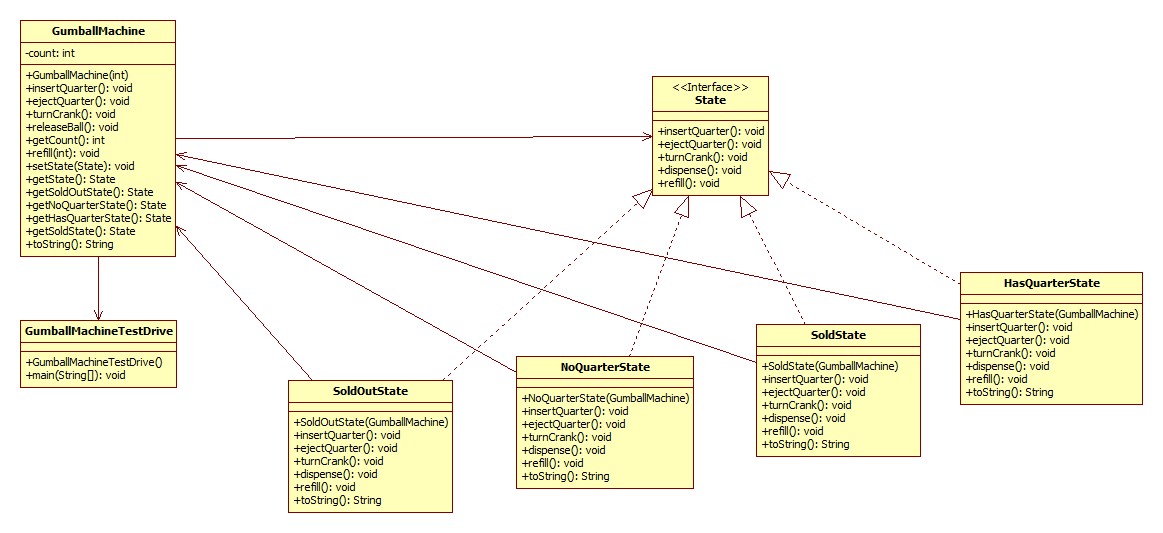 GumballMachine
-count: int
+GumballMachine(int)
+insertQuarter(): void
+ejectQuarter(): void
+turnCrank(): void
+releaseBall(): void
+getCount(): int
+refill(int): void
+setState(State): void
+getState(): State
+getSoldOutState(): State
+getNoQuarterState(): State
+getHasQuarterState(): State
+getSoldState(): State
+toString(): String
<<Interface>>
State
+insertQuarter(): void
+ejectQuarter(): void
+turnCrank(): void
+dispense(): void
+refill(): void
GumballMachineTestDrive
+GumballMachineTestDrive()
+main(String[]): void
SoldOutState
+SoldOutState(GumballMachine)
+insertQuarter(): void
+ejectQuarter(): void
+turnCrank(): void
+dispense(): void
+refill(): void
+toString(): String
NoQuarterState
+NoQuarterState(GumballMachine)
+insertQuarter(): void
+ejectQuarter(): void
+turnCrank(): void
+dispense(): void
+refill(): void
+toString(): String
SoldState
+SoldState(GumballMachine)
+insertQuarter(): void
+ejectQuarter(): void
+turnCrank(): void
+dispense(): void
+refill(): void
+toString(): String
HasQuarterState
+HasQuarterState(GumballMachine)
+insertQuarter(): void
+ejectQuarter(): void
+turnCrank(): void
+dispense(): void
+refill(): void
+toString(): String